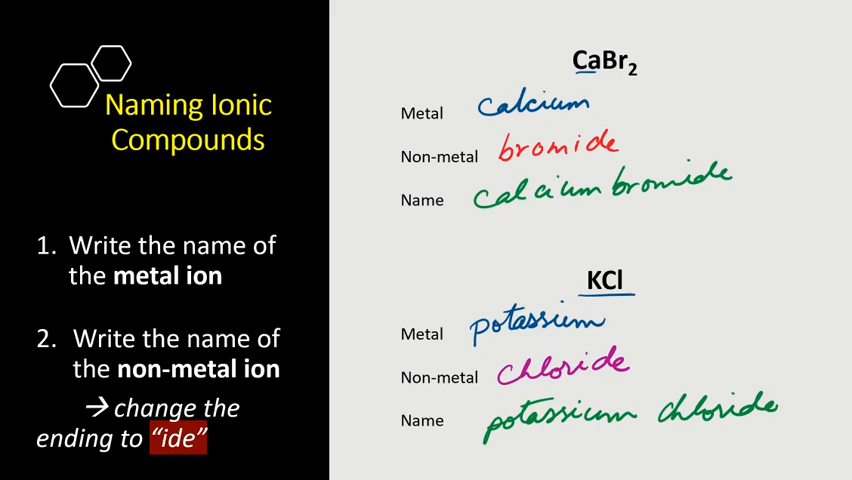 Naming Ionic
Compounds
1. Write the name of
the metal ion
2. Write the name of
the non-metal ion
→ change the
ending to “ide”
CaBr₂
Metal calcium
Non-metal bromide
Name calcium bromide
KCl
Metal potassium
Non-metal chloride
Name potassium chloride